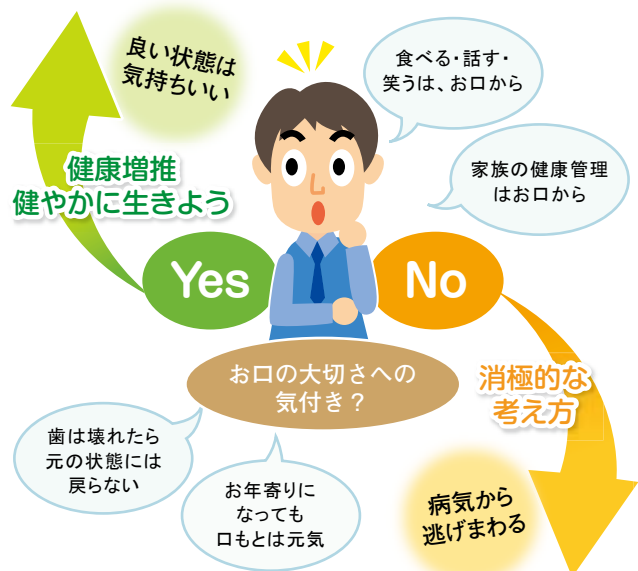 良い状態は
気持ちいい
食べる・話す・
笑うは、お口から
健康増推
健やかに生きよう
家族の健康管理
はお口から
Yes
No
お口の大切さへの
気付き？
消極的な
考え方
歯は壊れたら
元の状態には
戻らない
お年寄りに
なっても
口もとは元気
病気から
逃げまわる